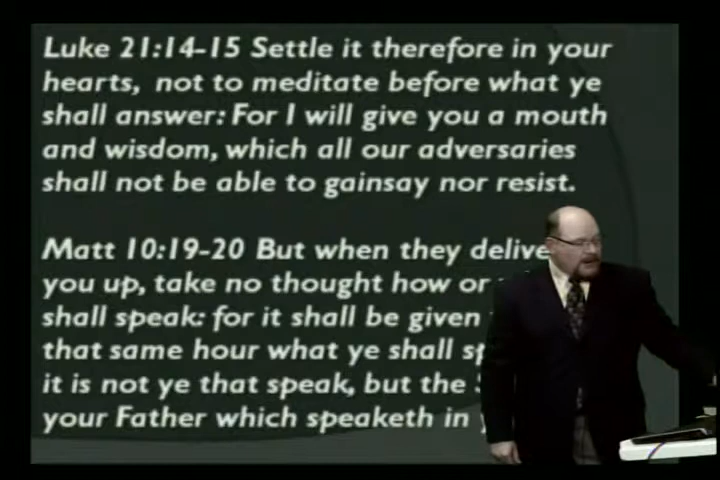 Luke 21:14-15 Settle it therefore in your
hearts, not to meditate before what ye
shall answer: For I will give you a mouth
and wisdom, which all our adversaries
shall not be able to gainsay nor resist.
Matt 10:19-20 But when they delive
you up, take no thought how or
shall speak: for it shall be given
that same hour what ye shall sp
it is not ye that speak, but the
your Father which speaketh in